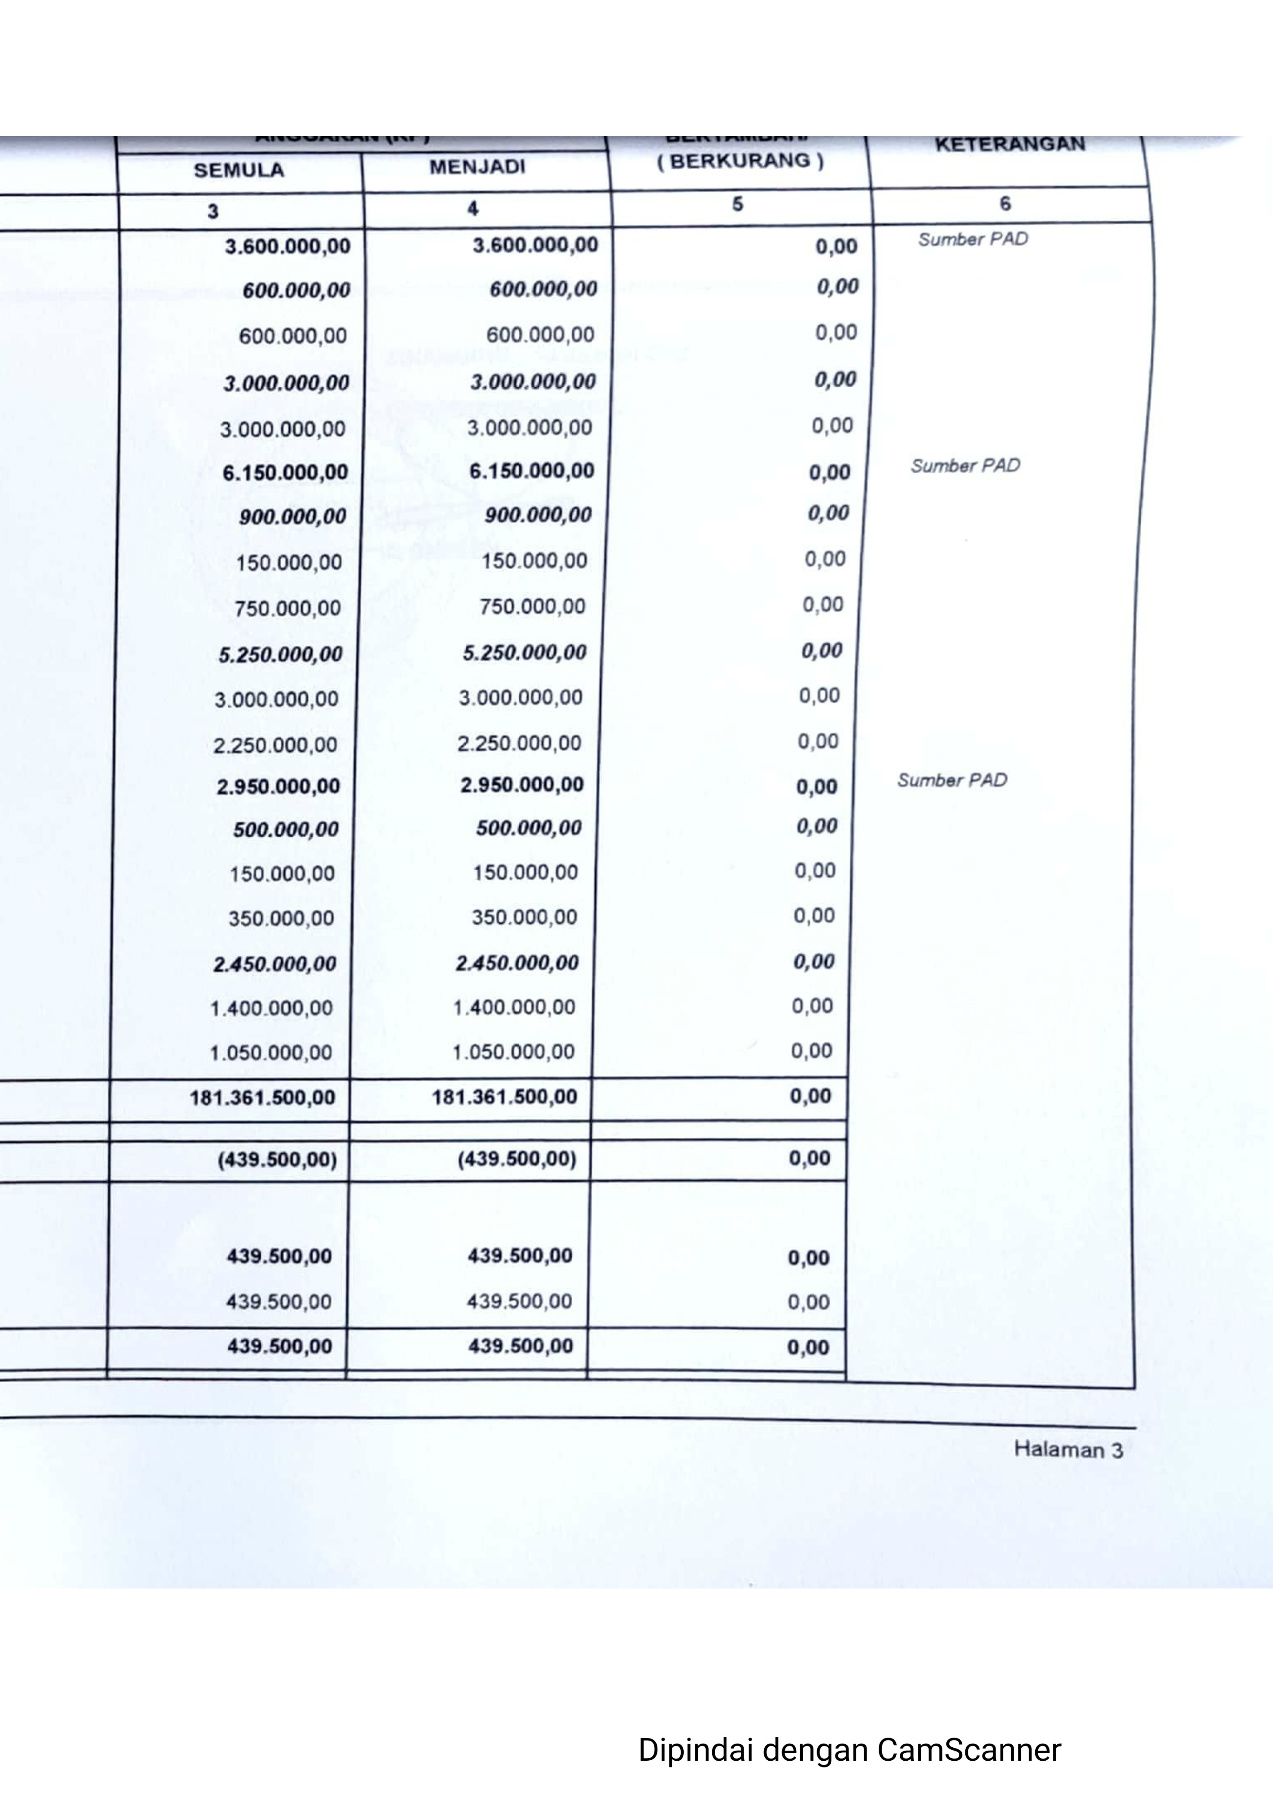 ANGGARAN (RP)
BERTAMBAH/
KETERANGAN
SEMULA MENJADI ( BERKURANG )
3 4 5 6
3.600.000,00 3.600.000,00 0,00 Sumber PAD
600.000,00 600.000,00 0,00
600.000,00 600.000,00 0,00
3.000.000,00 3.000.000,00 0,00
3.000.000,00 3.000.000,00 0,00
6.150.000,00 6.150.000,00 0,00 Sumber PAD
900.000,00 900.000,00 0,00
150.000,00 150.000,00 0,00
750.000,00 750.000,00 0,00
5.250.000,00 5.250.000,00 0,00
3.000.000,00 3.000.000,00 0,00
2.250.000,00 2.250.000,00 0,00
2.950.000,00 2.950.000,00 0,00 Sumber PAD
500.000,00 500.000,00 0,00
150.000,00 150.000,00 0,00
350.000,00 350.000,00 0,00
2.450.000,00 2.450.000,00 0,00
1.400.000,00 1.400.000,00 0,00
1.050.000,00 1.050.000,00 0,00
181.361.500,00 181.361.500,00 0,00
(439.500,00) (439.500,00) 0,00
439.500,00 439.500,00 0,00
439.500,00 439.500,00 0,00
439.500,00 439.500,00 0,00
Halaman 3
Dipindai dengan CamScanner